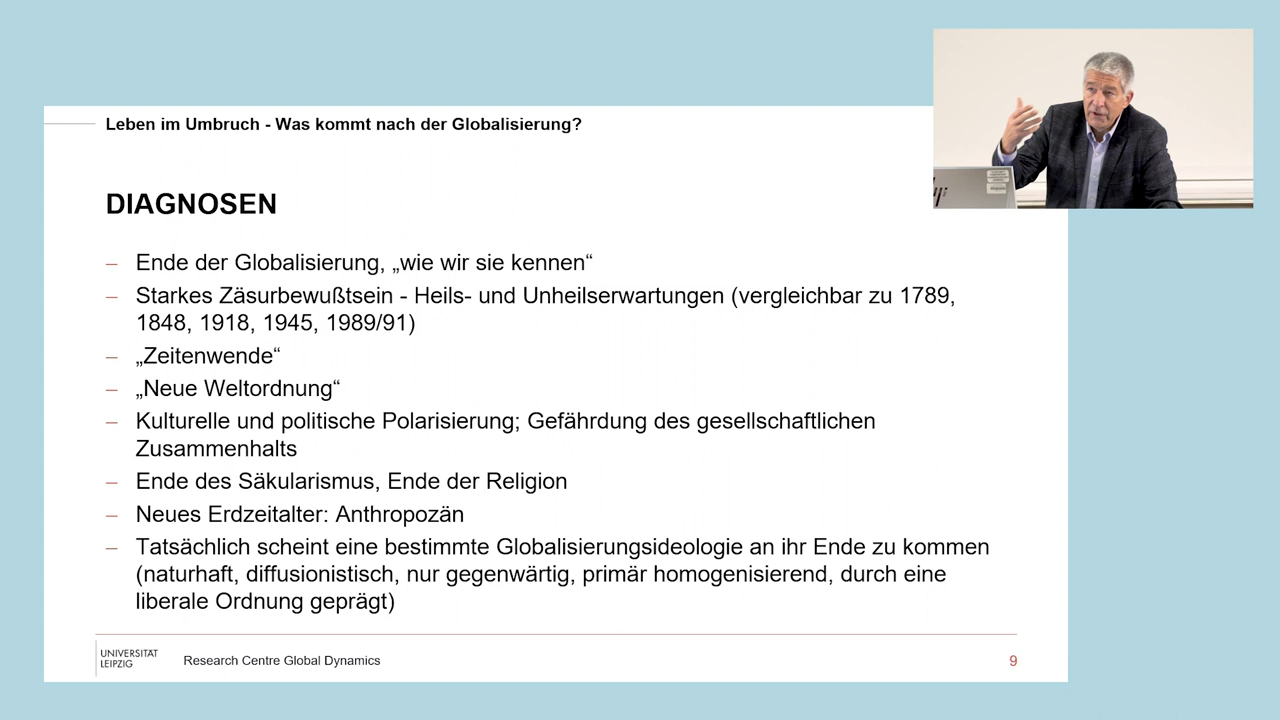 Leben im Umbruch - Was kommt nach der Globalisierung?
DIAGNOSEN
– Ende der Globalisierung, „wie wir sie kennen“
– Starkes Zäsurbewußtsein - Heils- und Unheilserwartungen (vergleichbar zu 1789,
1848, 1918, 1945, 1989/91)
– „Zeitenwende“
– „Neue Weltordnung“
– Kulturelle und politische Polarisierung; Gefährdung des gesellschaftlichen
Zusammenhalts
– Ende des Säkularismus, Ende der Religion
– Neues Erdzeitalter: Anthropozän
– Tatsächlich scheint eine bestimmte Globalisierungsideologie an ihr Ende zu kommen
(naturhaft, diffusionistisch, nur gegenwärtig, primär homogenisierend, durch eine
liberale Ordnung geprägt)
UNIVERSITÄT
LEIPZIG
Research Centre Global Dynamics
9